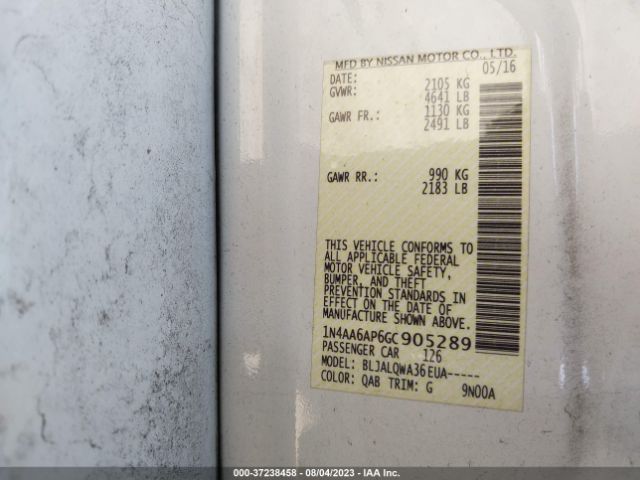 MFD BY NISSAN MOTOR CO., LTD.
DATE: 05/16
GVWR: 2105 KG
4641 LB
GAWR FR.: 1130 KG
2491 LB
GAWR RR.: 990 KG
2183 LB
THIS VEHICLE CONFORMS TO
ALL APPLICABLE FEDERAL
MOTOR VEHICLE SAFETY,
BUMPER, AND THEFT
PREVENTION STANDARDS IN
EFFECT ON THE DATE OF
MANUFACTURE SHOWN ABOVE.
1N4AA6AP6GC905289
PASSENGER CAR 126
MODEL: BLJALQWA36EUA-----
COLOR: QAB TRIM: G 9N00A
000-37238458 - 08/04/2023 - IAA Inc.